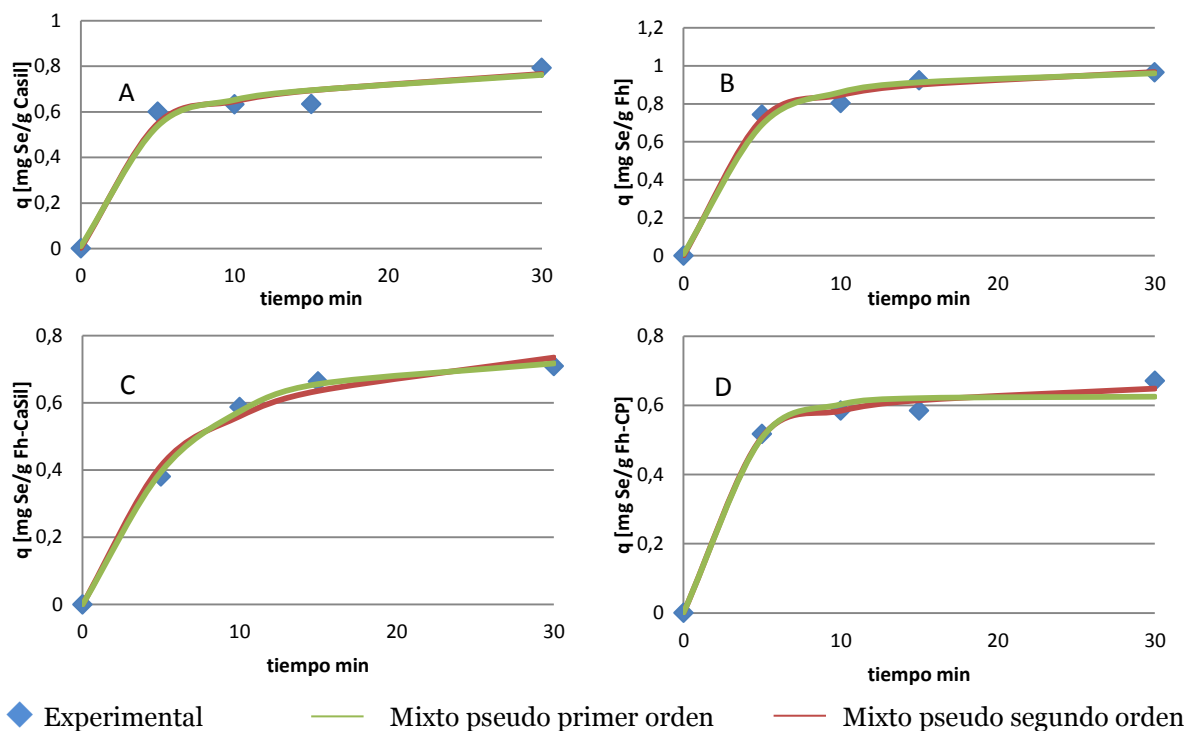 1
0,8
0,6
0,4
0,2
0
0 10 20 30
A
q [mg Se/g Casil]
tiempo min
1,2
1
0,8
0,6
0,4
0,2
0
0 10 20 30
B
q [mg Se/g Fh]
tiempo min
0,8
0,6
0,4
0,2
0
0 10 20 30
C
q [mg Se/g Fh-CaSil]
tiempo min
0,8
0,6
0,4
0,2
0
0 10 20 30
D
q [mg Se/g Fh-CP]
tiempo min
Experimental Mixto pseudo primer orden Mixto pseudo segundo orden